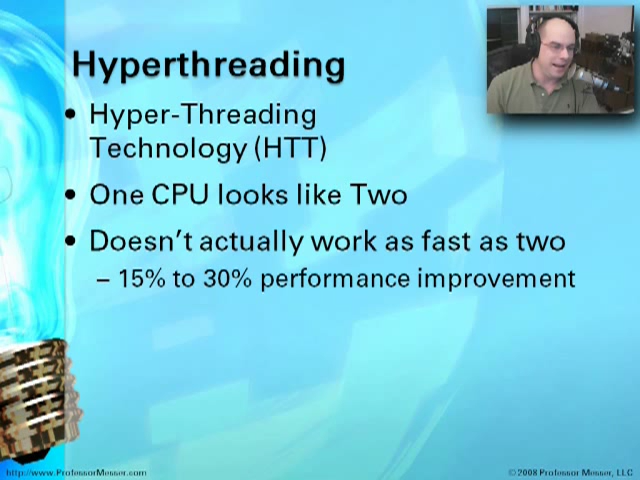 Hyperthreading
• Hyper-Threading
Technology (HTT)
• One CPU looks like Two
• Doesn't actually work as fast as two
– 15% to 30% performance improvement
http://www.ProfessorMesser.com
© 2008 Professor Messer, LLC